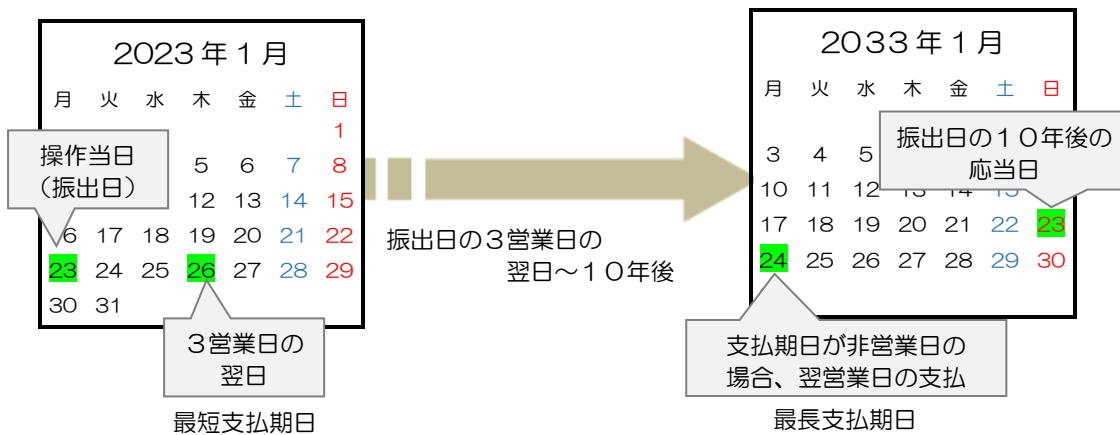 2023年1月
月 火 水 木 金 土 日
1
操作当日
（振出日）
5 6 7 8
12 13 14 15
6 17 18 19 20 21 22
23 24 25 26 27 28 29
30 31
3営業日の
翌日
最短支払期日
振出日の3営業日の
翌日～10年後
2033年1月
月 火 水 木 金 土 日
振出日の10年後の
応当日
3 4 5
10 11 12 13 14 15
17 18 19 20 21 22 23
24 25 26 27 28 29 30
支払期日が非営業日の
場合、翌営業日の支払
最長支払期日